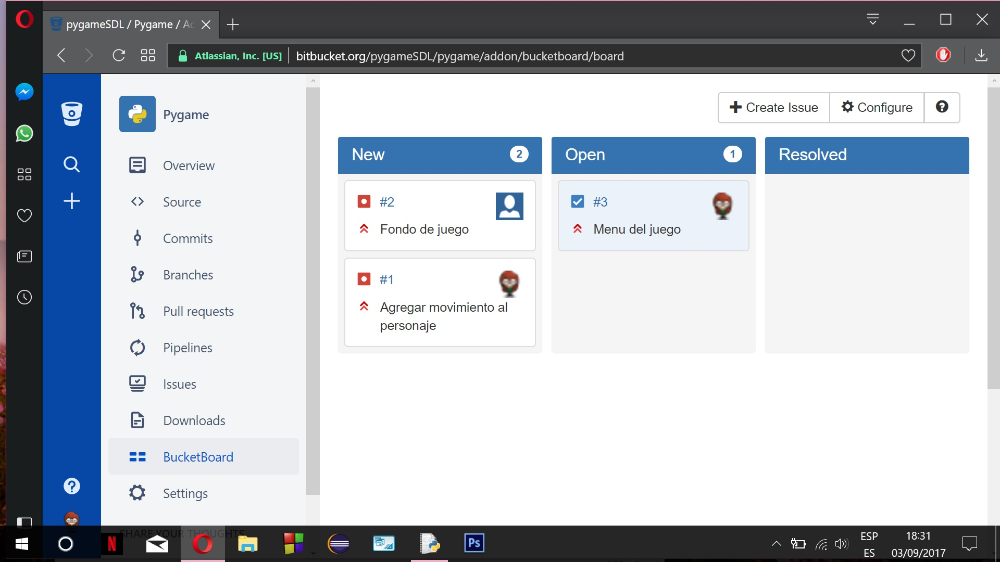 pygameSDL / Pygame / Ad
Atlassian, Inc. [US]
bitbucket.org/pygameSDL/pygame/addon/bucketboard/board
Pygame
Overview
Source
Commits
Branches
Pull requests
Pipelines
Issues
Downloads
BucketBoard
Settings
SHARE YOUR THOUGHTS
Create Issue
Configure
New 2
#2
Fondo de juego
#1
Agregar movimiento al
personaje
Open 1
#3
Menu del juego
Resolved
N
Ps
ESP
ES
18:31
03/09/2017